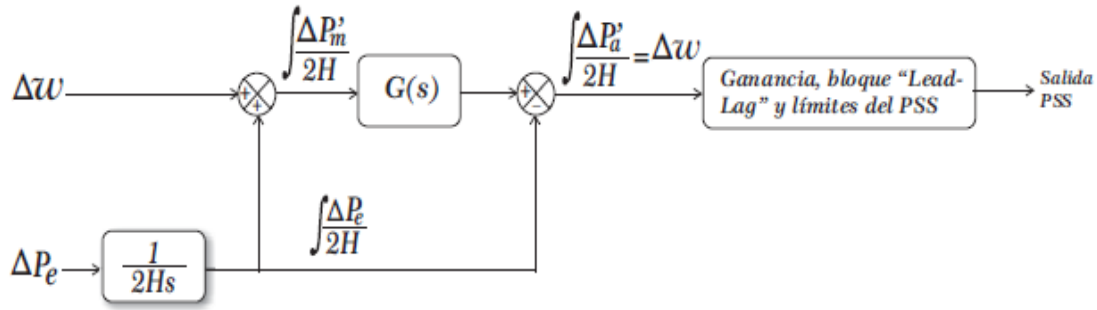 Δw
∫ΔP'm/2H
G(s)
∫ΔP'a/2H = Δw
Ganancia, bloque “Lead-
Lag” y límites del PSS
Salida
PSS
+
+
+
−
∫ΔPe/2H
ΔPe
1/2Hs